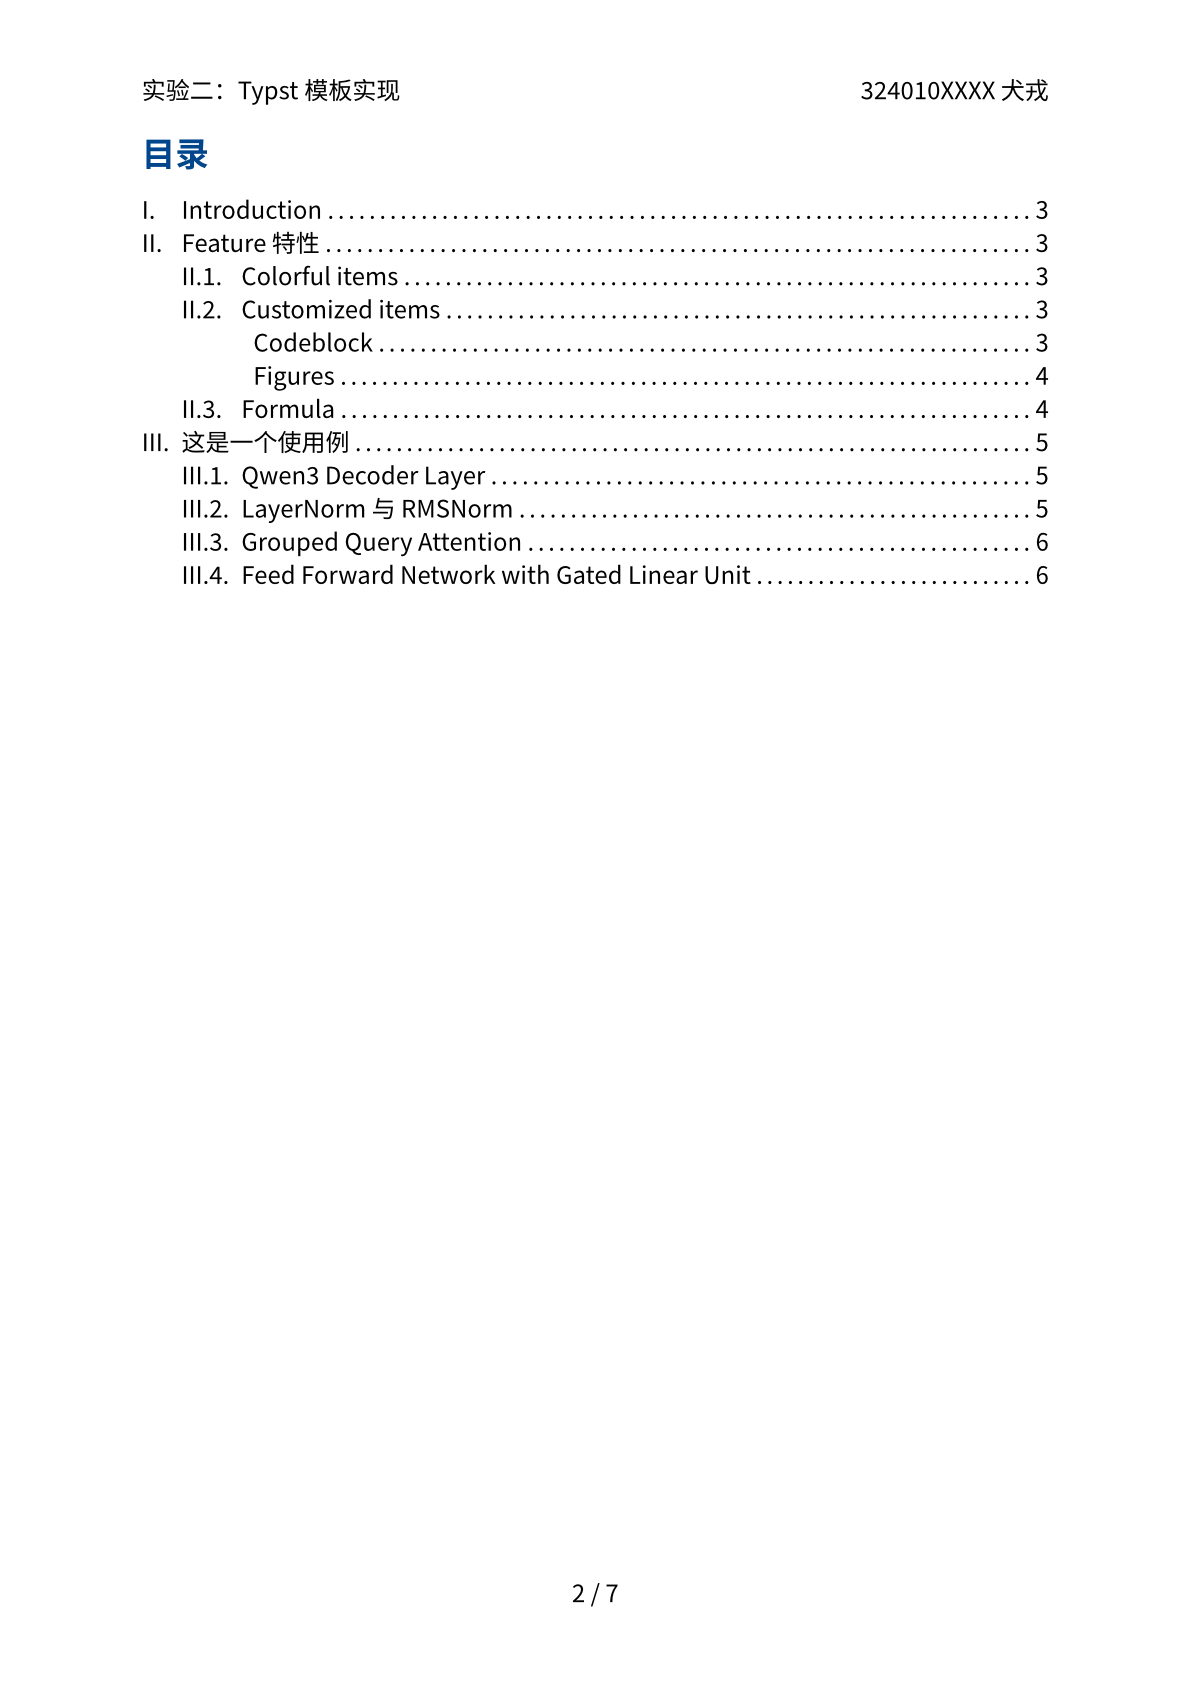 实验二：Typst 模板实现 324010XXXX 犬戎
目录
I. Introduction ........................................................................ 3
II. Feature 特性 ........................................................................ 3
II.1. Colorful items ................................................................ 3
II.2. Customized items ............................................................ 3
Codeblock .................................................................. 3
Figures ...................................................................... 4
II.3. Formula ...................................................................... 4
III. 这是一个使用例 ..................................................................... 5
III.1. Qwen3 Decoder Layer ....................................................... 5
III.2. LayerNorm 与 RMSNorm ..................................................... 5
III.3. Grouped Query Attention .................................................... 6
III.4. Feed Forward Network with Gated Linear Unit ........................... 6
2 / 7